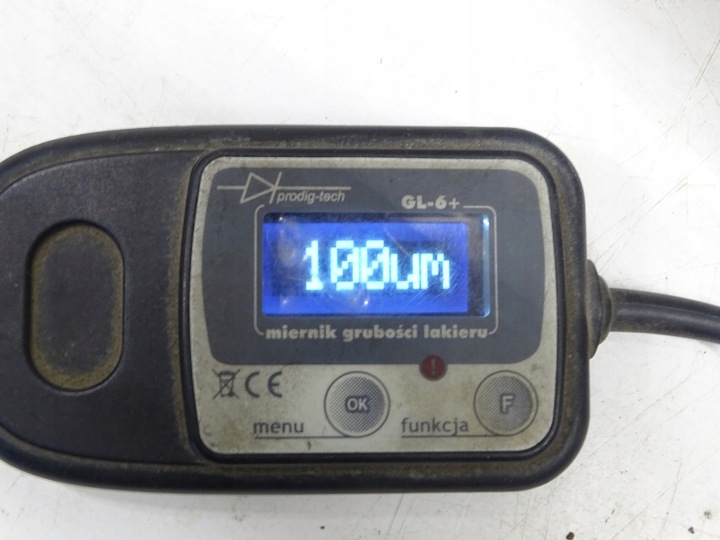 prodig-tech
GL-6+
100um
miernik grubości lakieru
CE
!
menu OK funkcja F